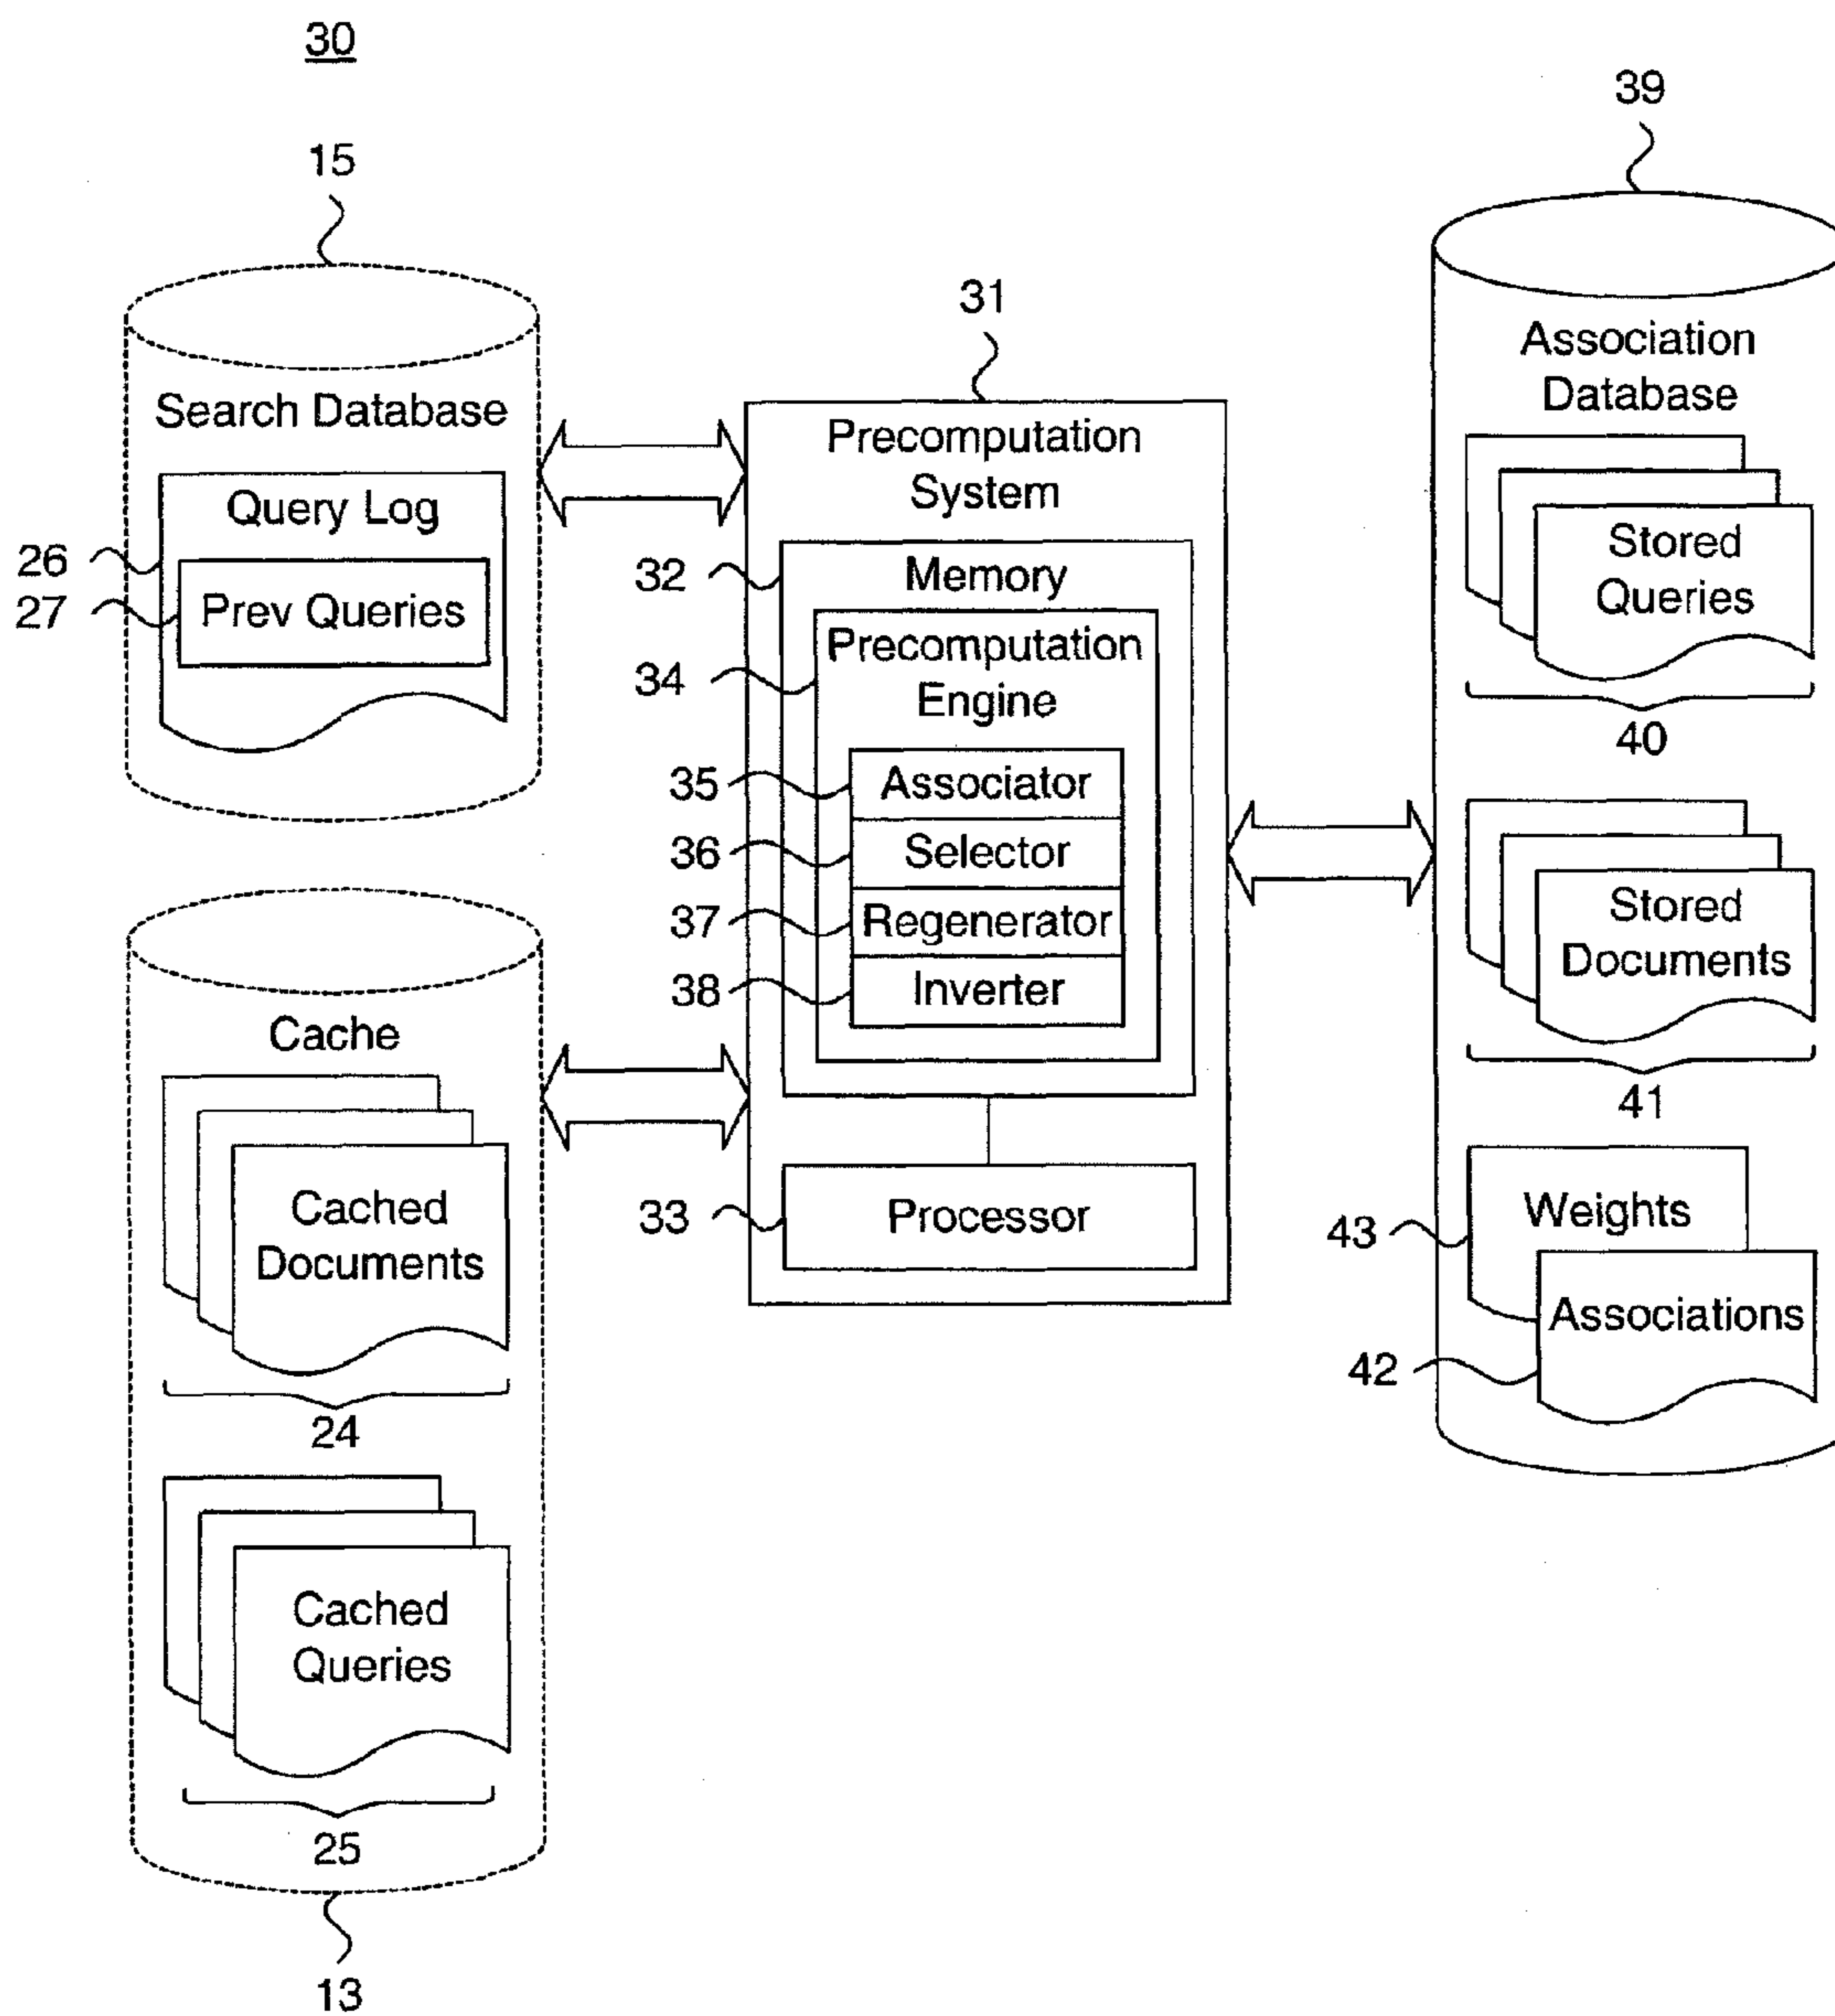 30
15
Search Database
Query Log
26
Prev Queries
27
Cache
Cached
Documents
24
Cached
Queries
25
13
31
Precomputation
System
32
Memory
Precomputation
34
Engine
35
Associator
36
Selector
37
Regenerator
38
Inverter
33
Processor
39
Association
Database
Stored
Queries
40
Stored
Documents
41
Weights
43
Associations
42